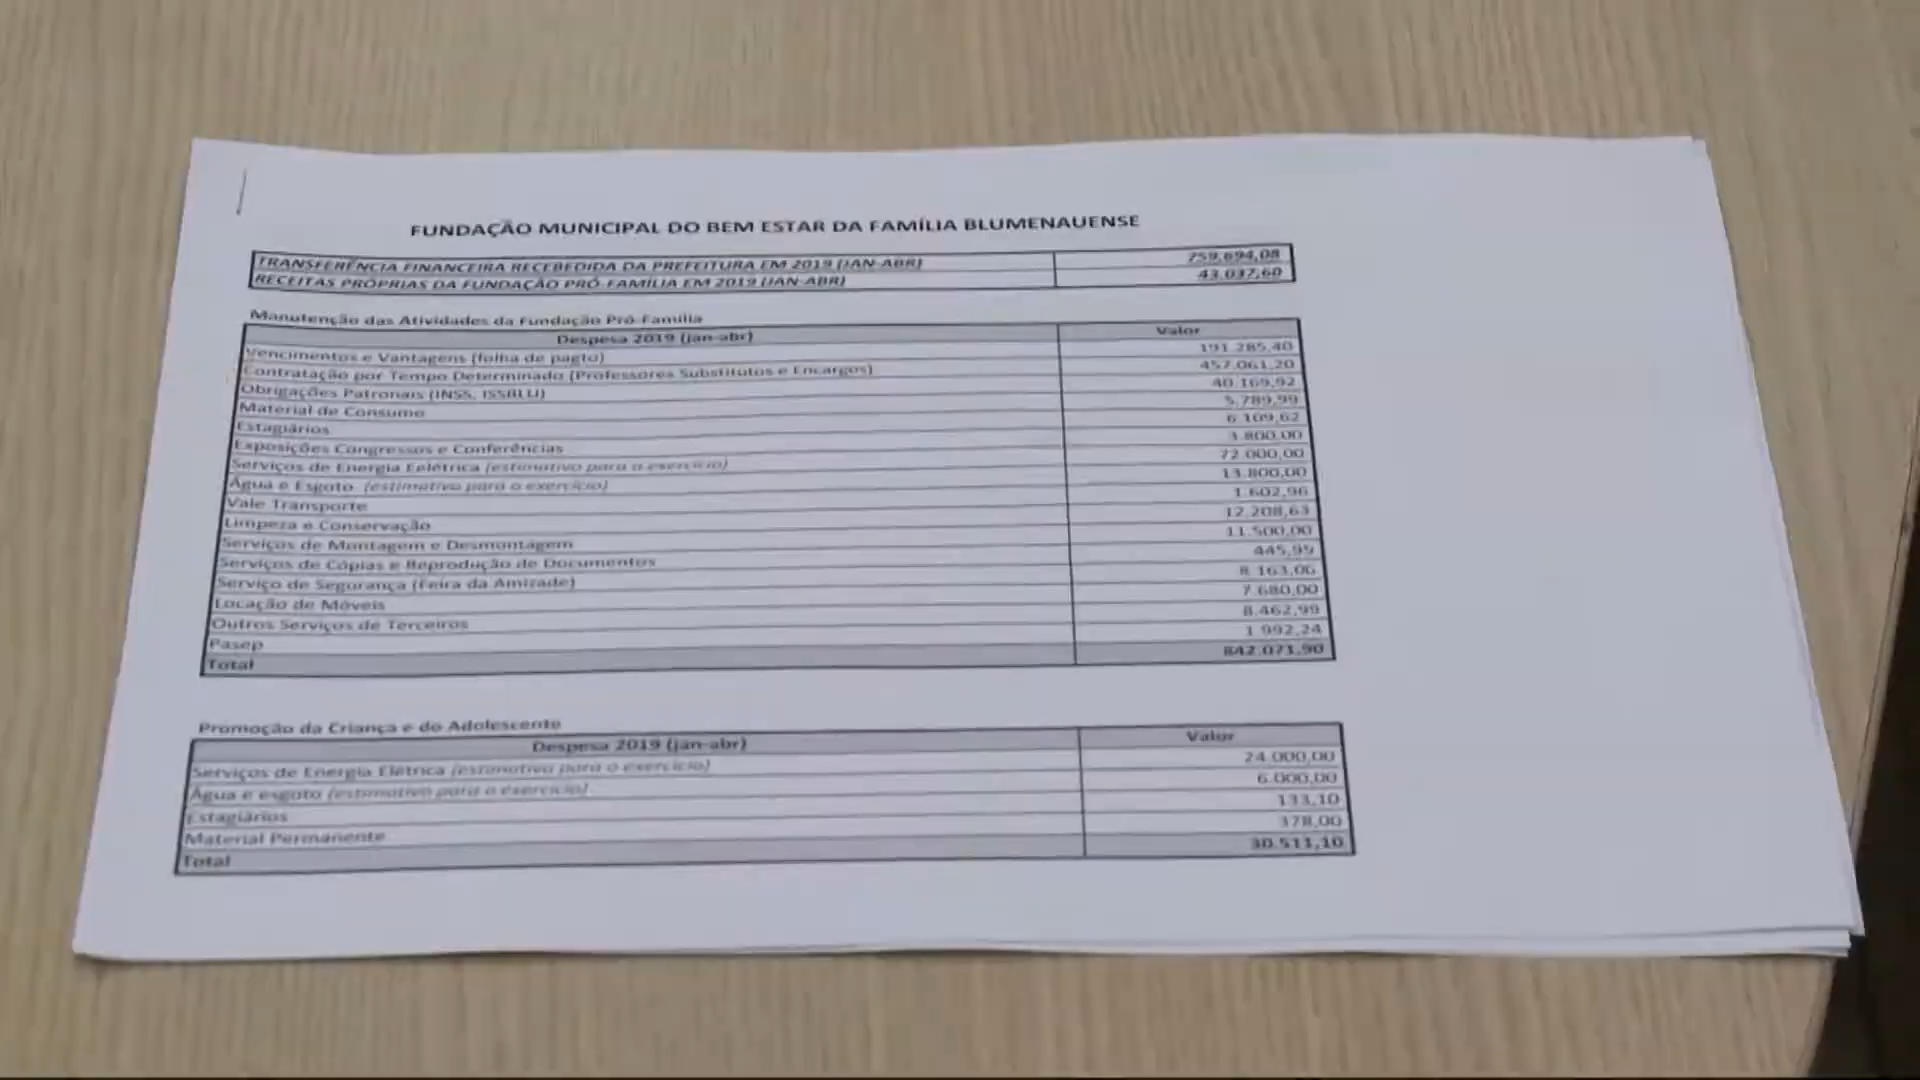 FUNDAÇÃO MUNICIPAL DO BEM ESTAR DA FAMÍLIA BLUMENAUENSE
TRANSFERÊNCIA FINANCEIRA RECEBEDIDA DA PREFEITURA EM 2019 (JAN-ABR) 759.694,08
RECEITAS PRÓPRIAS DA FUNDAÇÃO PRÓ-FAMÍLIA EM 2019 (JAN-ABR) 43.037,60
Manutenção das Atividades da Fundação Pró-Família
Despesa 2019 (jan-abr) Valor
Vencimentos e Vantagens (folha de pagto) 191.285,40
Contratação por Tempo Determinado (Professores Substitutos e Encargos) 457.061,20
Obrigações Patronais (INSS, ISSBLU) 40.169,92
Material de Consumo 5.789,99
Estagiários 6.109,62
Exposições Congressos e Conferências 3.800,00
Serviços de Energia Eelétrica (estimativo para o exercício) 72.000,00
Água e Esgoto (estimativo para o exercício) 13.800,00
Vale Transporte 1.602,96
Limpeza e Conservação 12.208,63
Serviços de Montagem e Desmontagem 11.500,00
Serviços de Cópias e Reprodução de Documentos 445,99
Serviço de Segurança (Feira da Amizade) 8.163,06
Locação de Móveis 7.680,00
Outros Serviços de Terceiros 8.462,99
Pasep 1.992,24
Total 842.071,90
Promoção da Criança e do Adolescente
Despesa 2019 (jan-abr) Valor
Serviços de Energia Elétrica (estimativo para o exercício) 24.000,00
Água e esgoto (estimativo para o exercício) 6.000,00
Estagiários 133,10
Material Permanente 378,00
Total 30.511,10